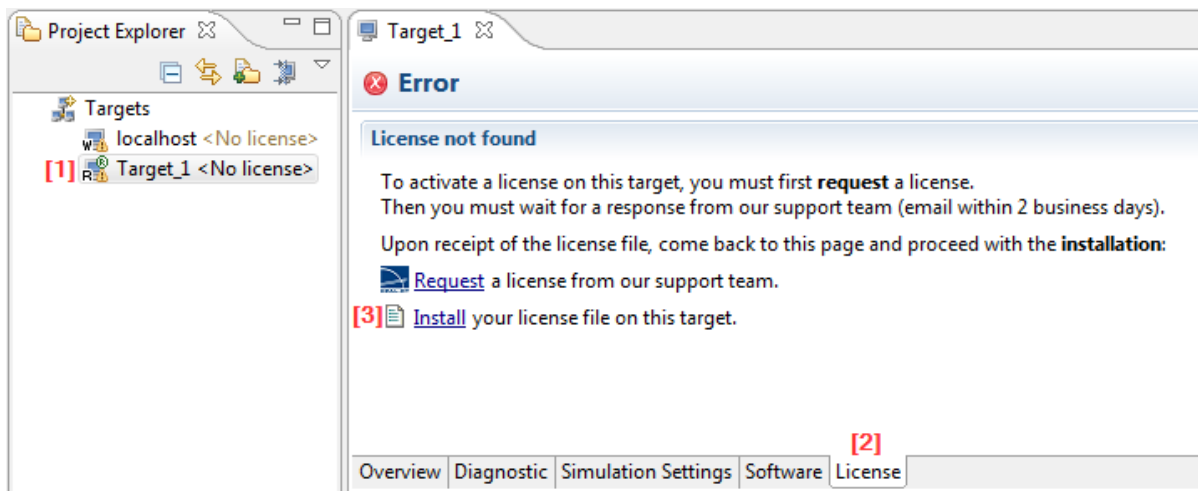 Project Explorer
Targets
localhost <No license>
[1] Target_1 <No license>
Target_1
Error
License not found
To activate a license on this target, you must first request a license.
Then you must wait for a response from our support team (email within 2 business days).
Upon receipt of the license file, come back to this page and proceed with the installation:
Request a license from our support team.
[3] Install your license file on this target.
[2]
Overview Diagnostic Simulation Settings Software License